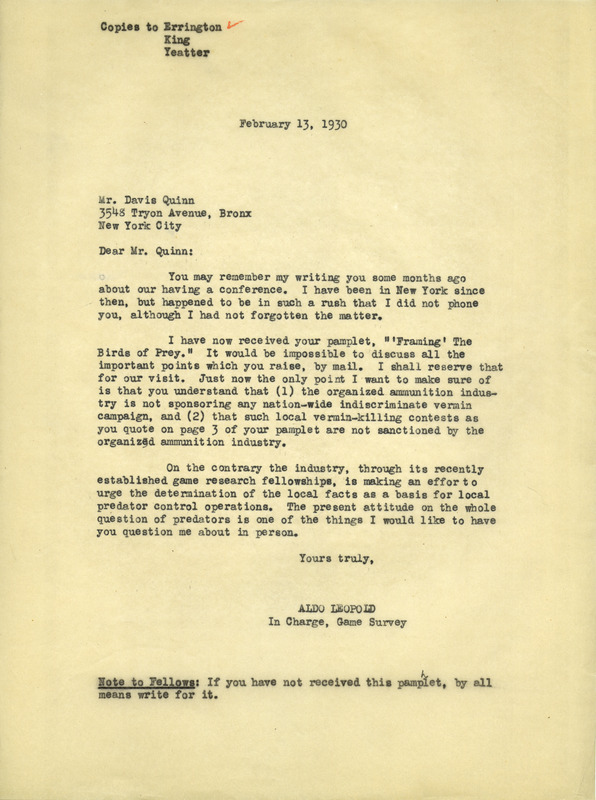 Copies to Errington ✓
King
Yeatter
February 13, 1930
Mr. Davis Quinn
3548 Tryon Avenue, Bronx
New York City
Dear Mr. Quinn:
You may remember my writing you some months ago
about our having a conference. I have been in New York since
then, but happened to be in such a rush that I did not phone
you, although I had not forgotten the matter.
I have now received your pamplet, "'Framing' The
Birds of Prey." It would be impossible to discuss all the
important points which you raise, by mail. I shall reserve that
for our visit. Just now the only point I want to make sure of
is that you understand that (1) the organized ammunition indus-
try is not sponsoring any nation-wide indiscriminate vermin
campaign, and (2) that such local vermin-killing contests as
you quote on page 3 of your pamplet are not sanctioned by the
organized ammunition industry.
On the contrary the industry, through its recently
established game research fellowships, is making an effor to
urge the determination of the local facts as a basis for local
predator control operations. The present attitude on the whole
question of predators is one of the things I would like to have
you question me about in person.
Yours truly,
ALDO LEOPOLD
In Charge, Game Survey
Note to Fellows: If you have not received this pamphlet, by all
means write for it.